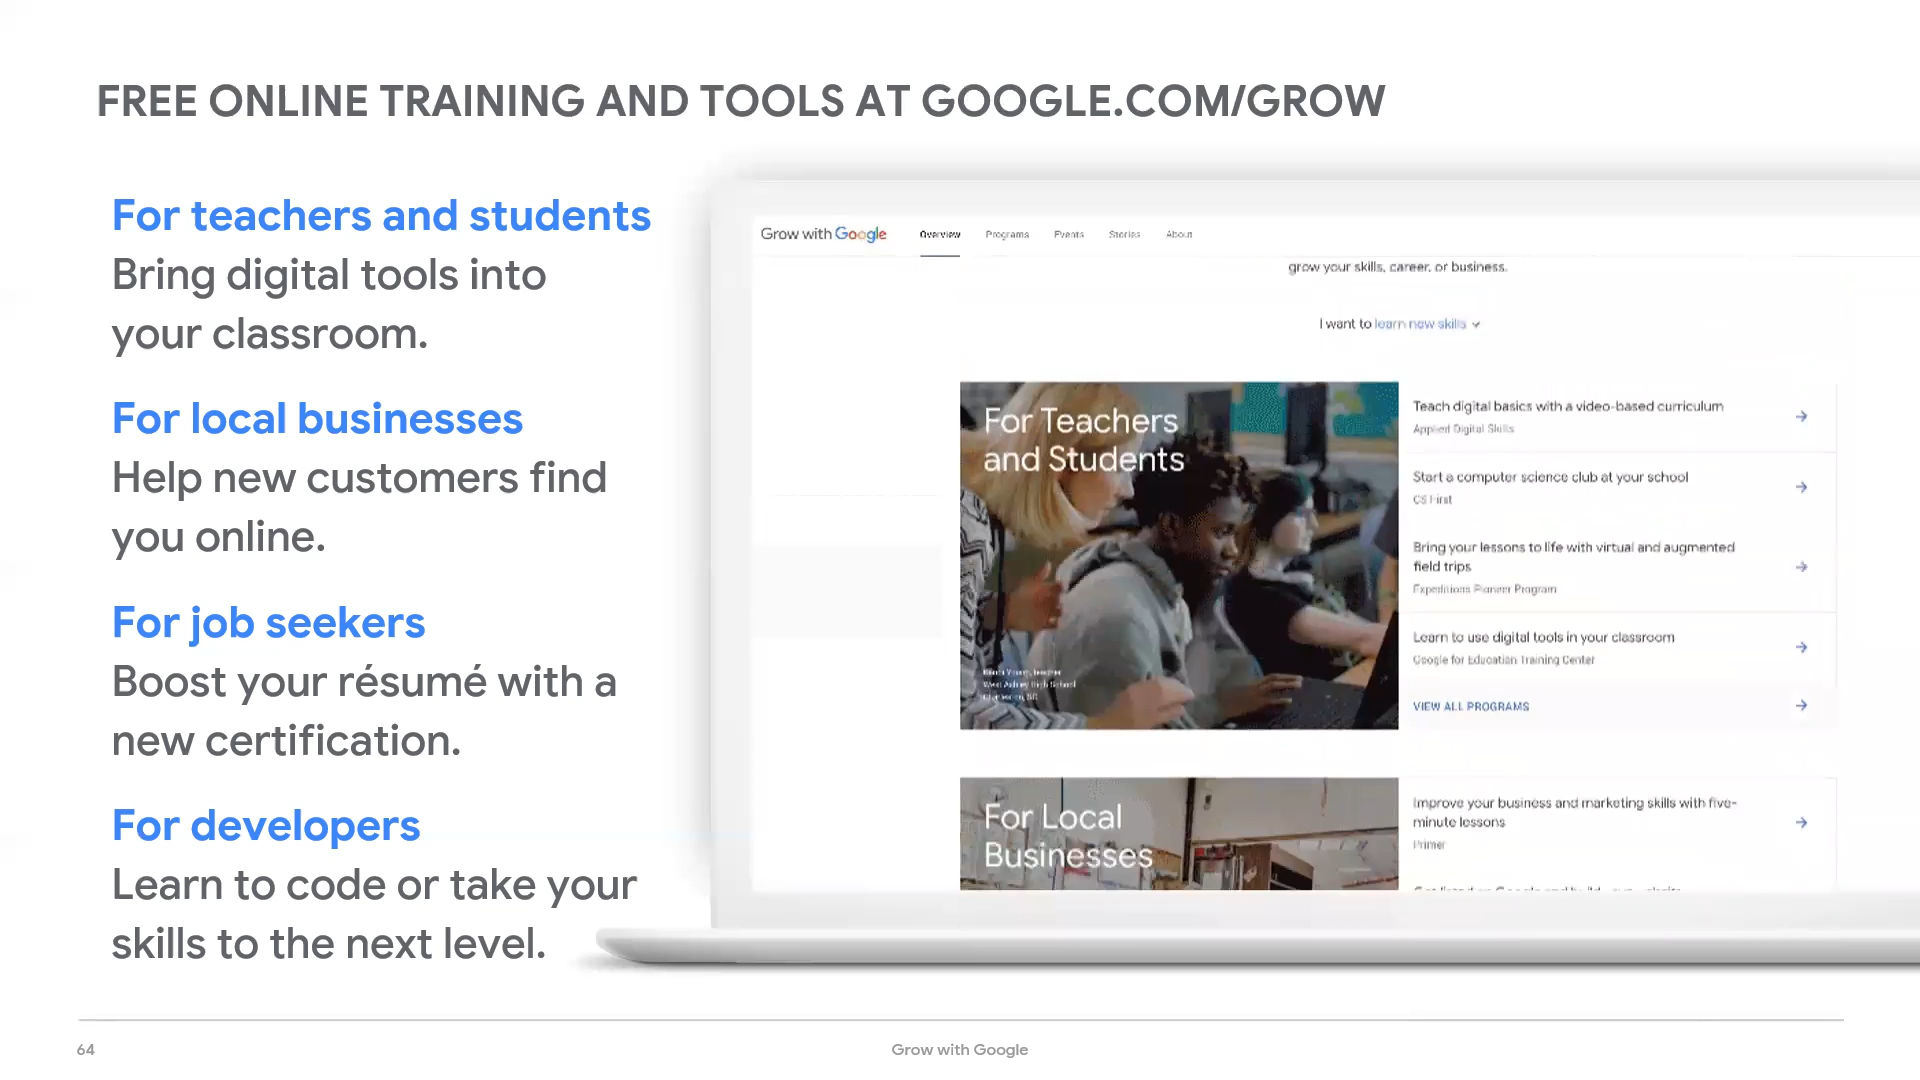 FREE ONLINE TRAINING AND TOOLS AT GOOGLE.COM/GROW
For teachers and students
Bring digital tools into
your classroom.
For local businesses
Help new customers find
you online.
For job seekers
Boost your résumé with a
new certification.
For developers
Learn to code or take your
skills to the next level.
Grow with Google
Overview Programs Events Stories About
grow your skills, career, or business.
I want to learn new skills
For Teachers
and Students
Teach digital basics with a video-based curriculum
Applied Digital Skills
Start a computer science club at your school
CS First
Bring your lessons to life with virtual and augmented
field trips
Expeditions Pioneer Program
Learn to use digital tools in your classroom
Google for Education Training Center
VIEW ALL PROGRAMS
For Local
Businesses
Improve your business and marketing skills with five-
minute lessons
Primer
64
Grow with Google